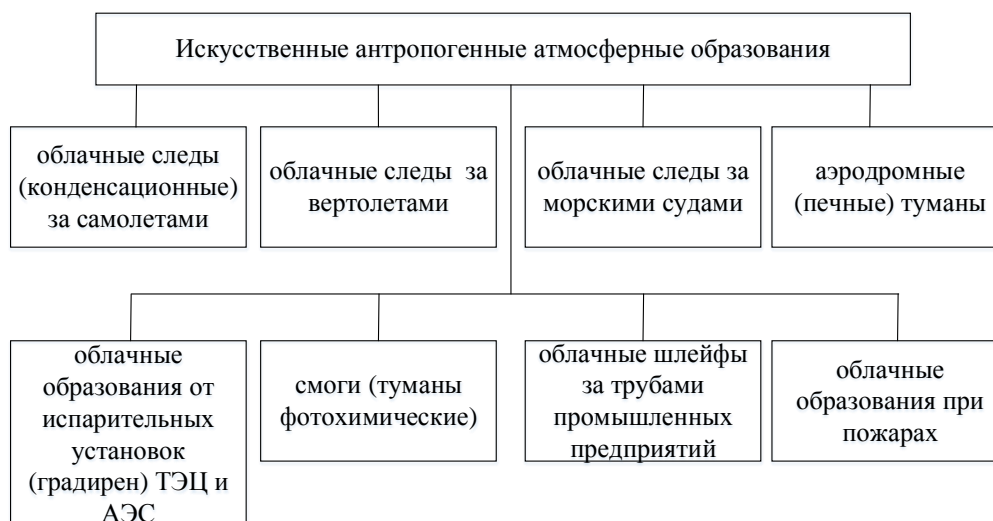 Искусственные антропогенные атмосферные образования
облачные следы
(конденсационные)
за самолетами
облачные следы за
вертолетами
облачные следы за
морскими судами
аэродромные
(печные) туманы
облачные
образования от
испарительных
установок
(градирен) ТЭЦ и
АЭС
смоги (туманы
фотохимические)
облачные шлейфы
за трубами
промышленных
предприятий
облачные
образования при
пожарах